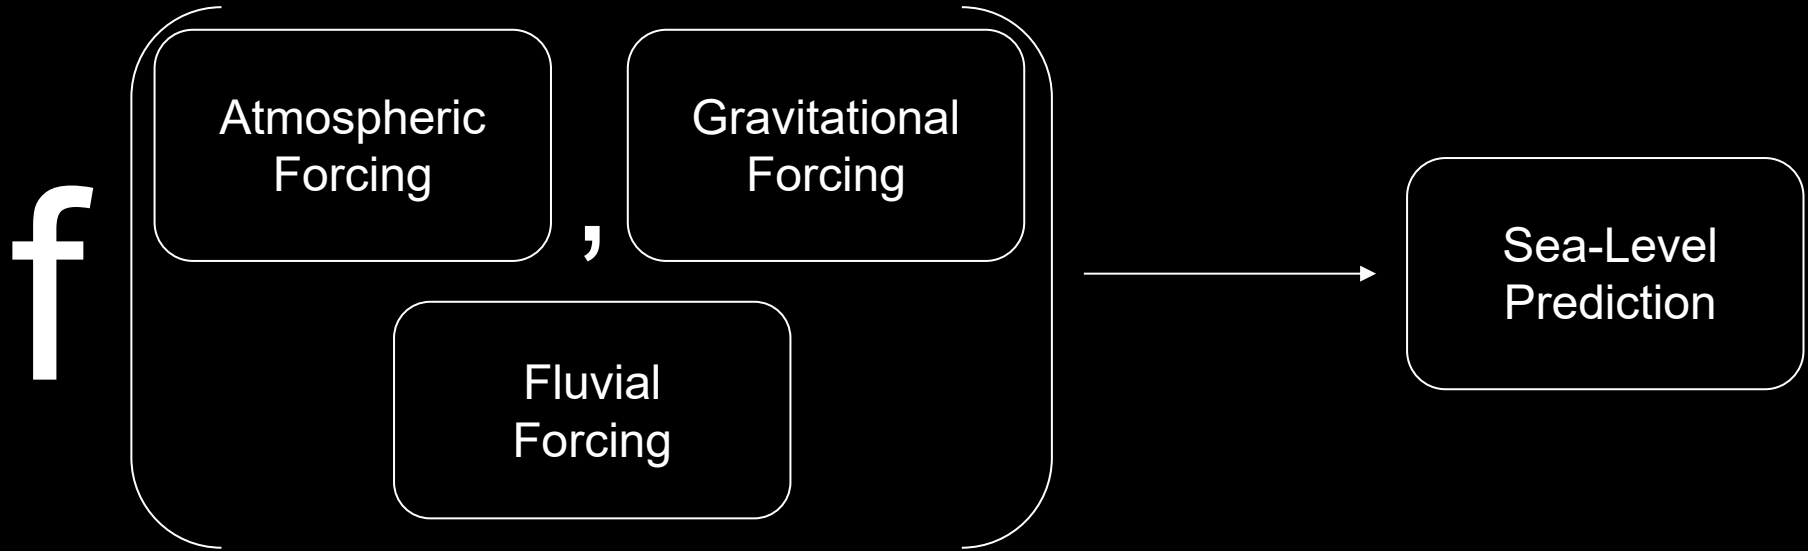 f
Atmospheric
Forcing
,
Gravitational
Forcing
Fluvial
Forcing
Sea-Level
Prediction